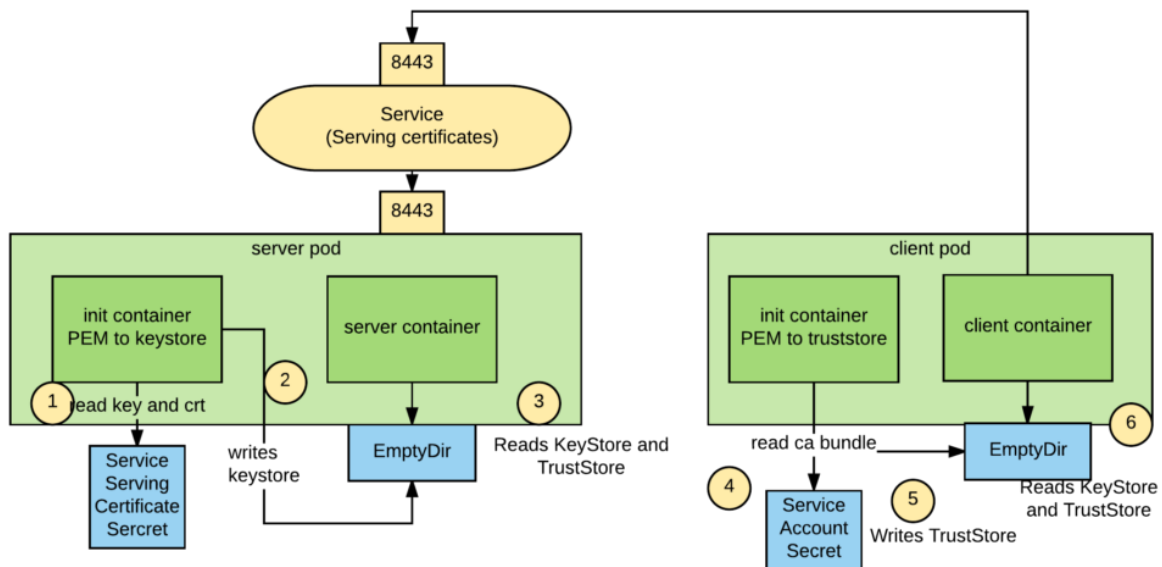 8443
Service
(Serving certificates)
8443
server pod
init container
PEM to keystore
server container
1
read key and crt
2
3
writes
keystore
EmptyDir
Reads KeyStore and
TrustStore
Service
Serving
Certificate
Sercret
client pod
init container
PEM to truststore
client container
read ca bundle
4
5
6
EmptyDir
Reads KeyStore
and TrustStore
Service
Account
Secret
Writes TrustStore